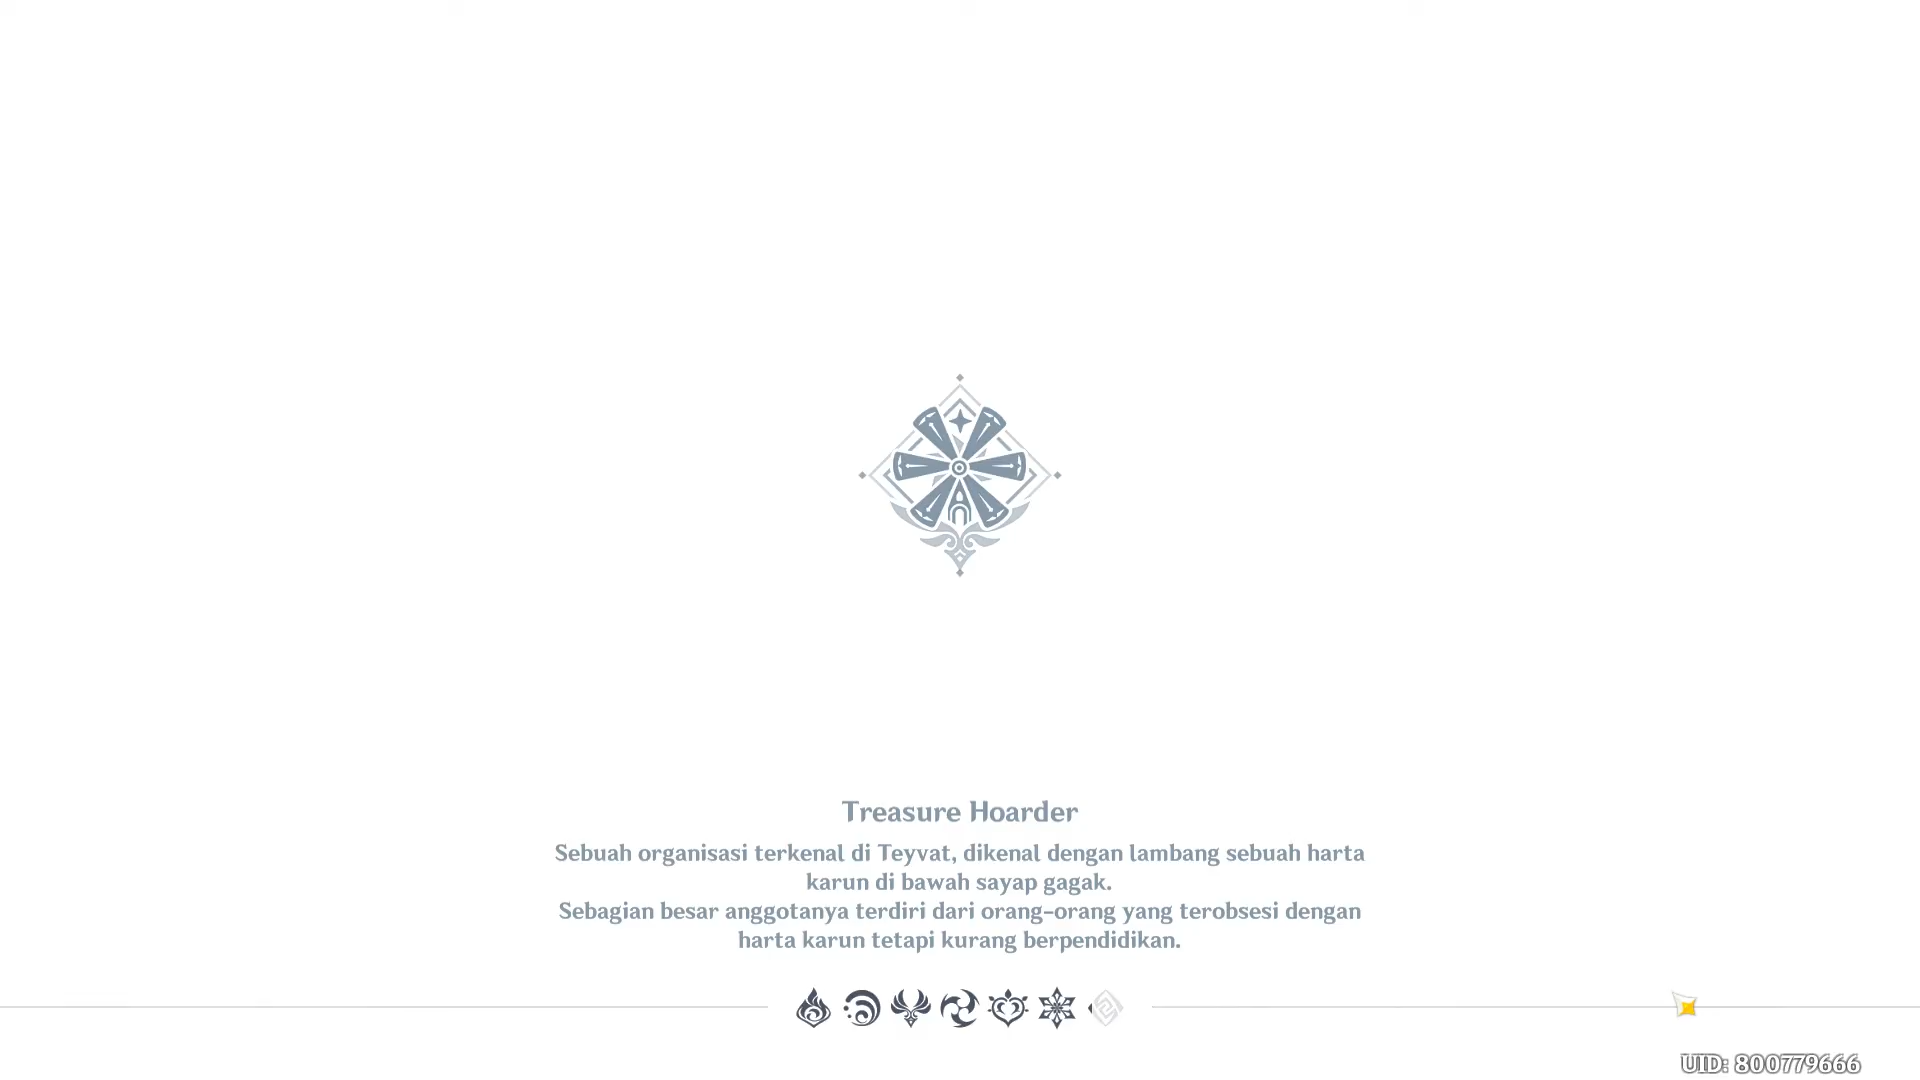 Treasure Hoarder
Sebuah organisasi terkenal di Teyvat, dikenal dengan lambang sebuah harta
karun di bawah sayap gagak.
Sebagian besar anggotanya terdiri dari orang-orang yang terobsesi dengan
harta karun tetapi kurang berpendidikan.
UID: 800779666